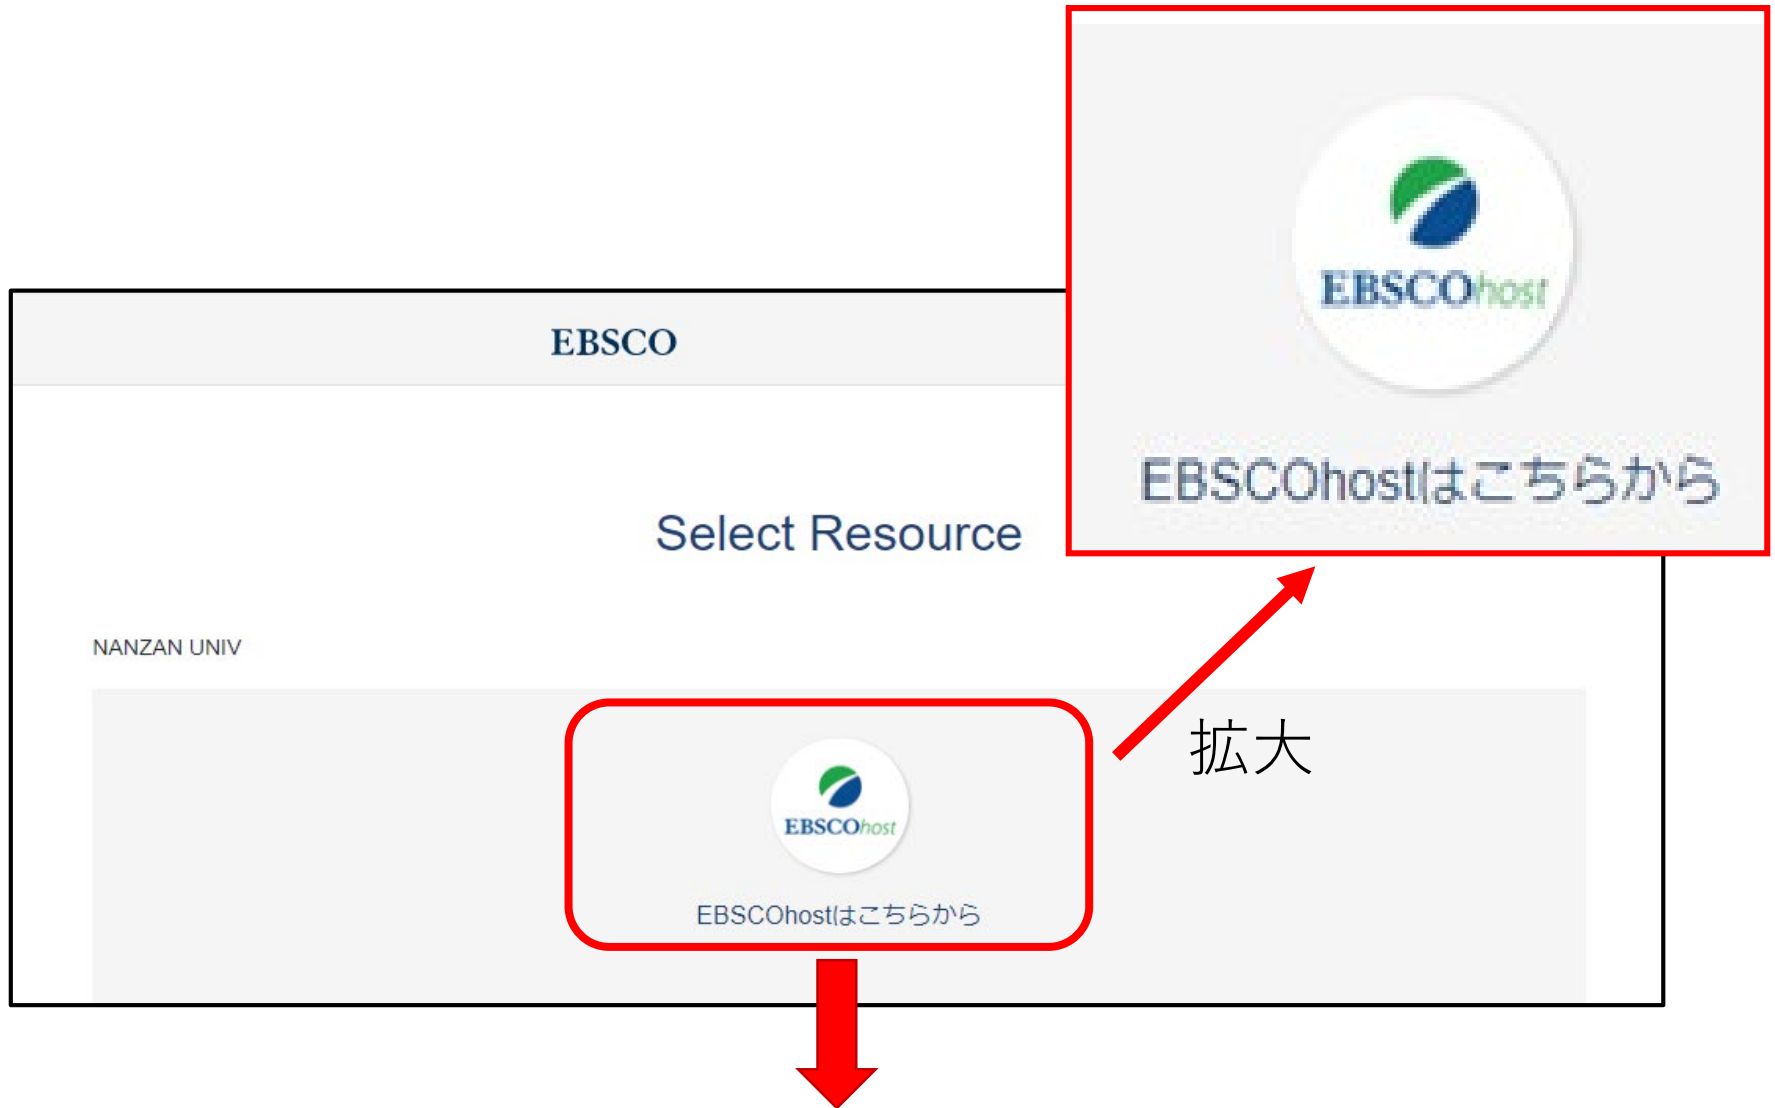 EBSCOhost
EBSCOhostはこちらから
EBSCO
Select Resource
NANZAN UNIV
拡大
EBSCOhost
EBSCOhostはこちらから